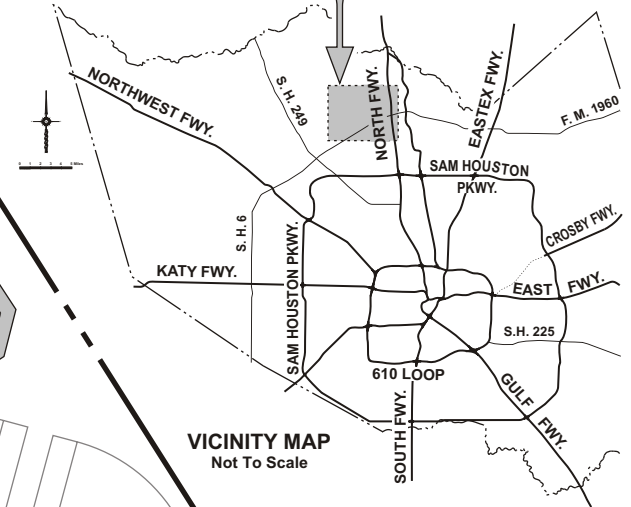 NORTHWEST FWY.
S. H. 249
NORTH FWY.
EASTEX FWY.
F. M. 1960
SAM HOUSTON
PKWY.
S. H. 6
CROSBY FWY.
KATY FWY.
SAM HOUSTON PKWY.
EAST FWY.
S.H. 225
610 LOOP
GULF FWY.
SOUTH FWY.
VICINITY MAP
Not To Scale